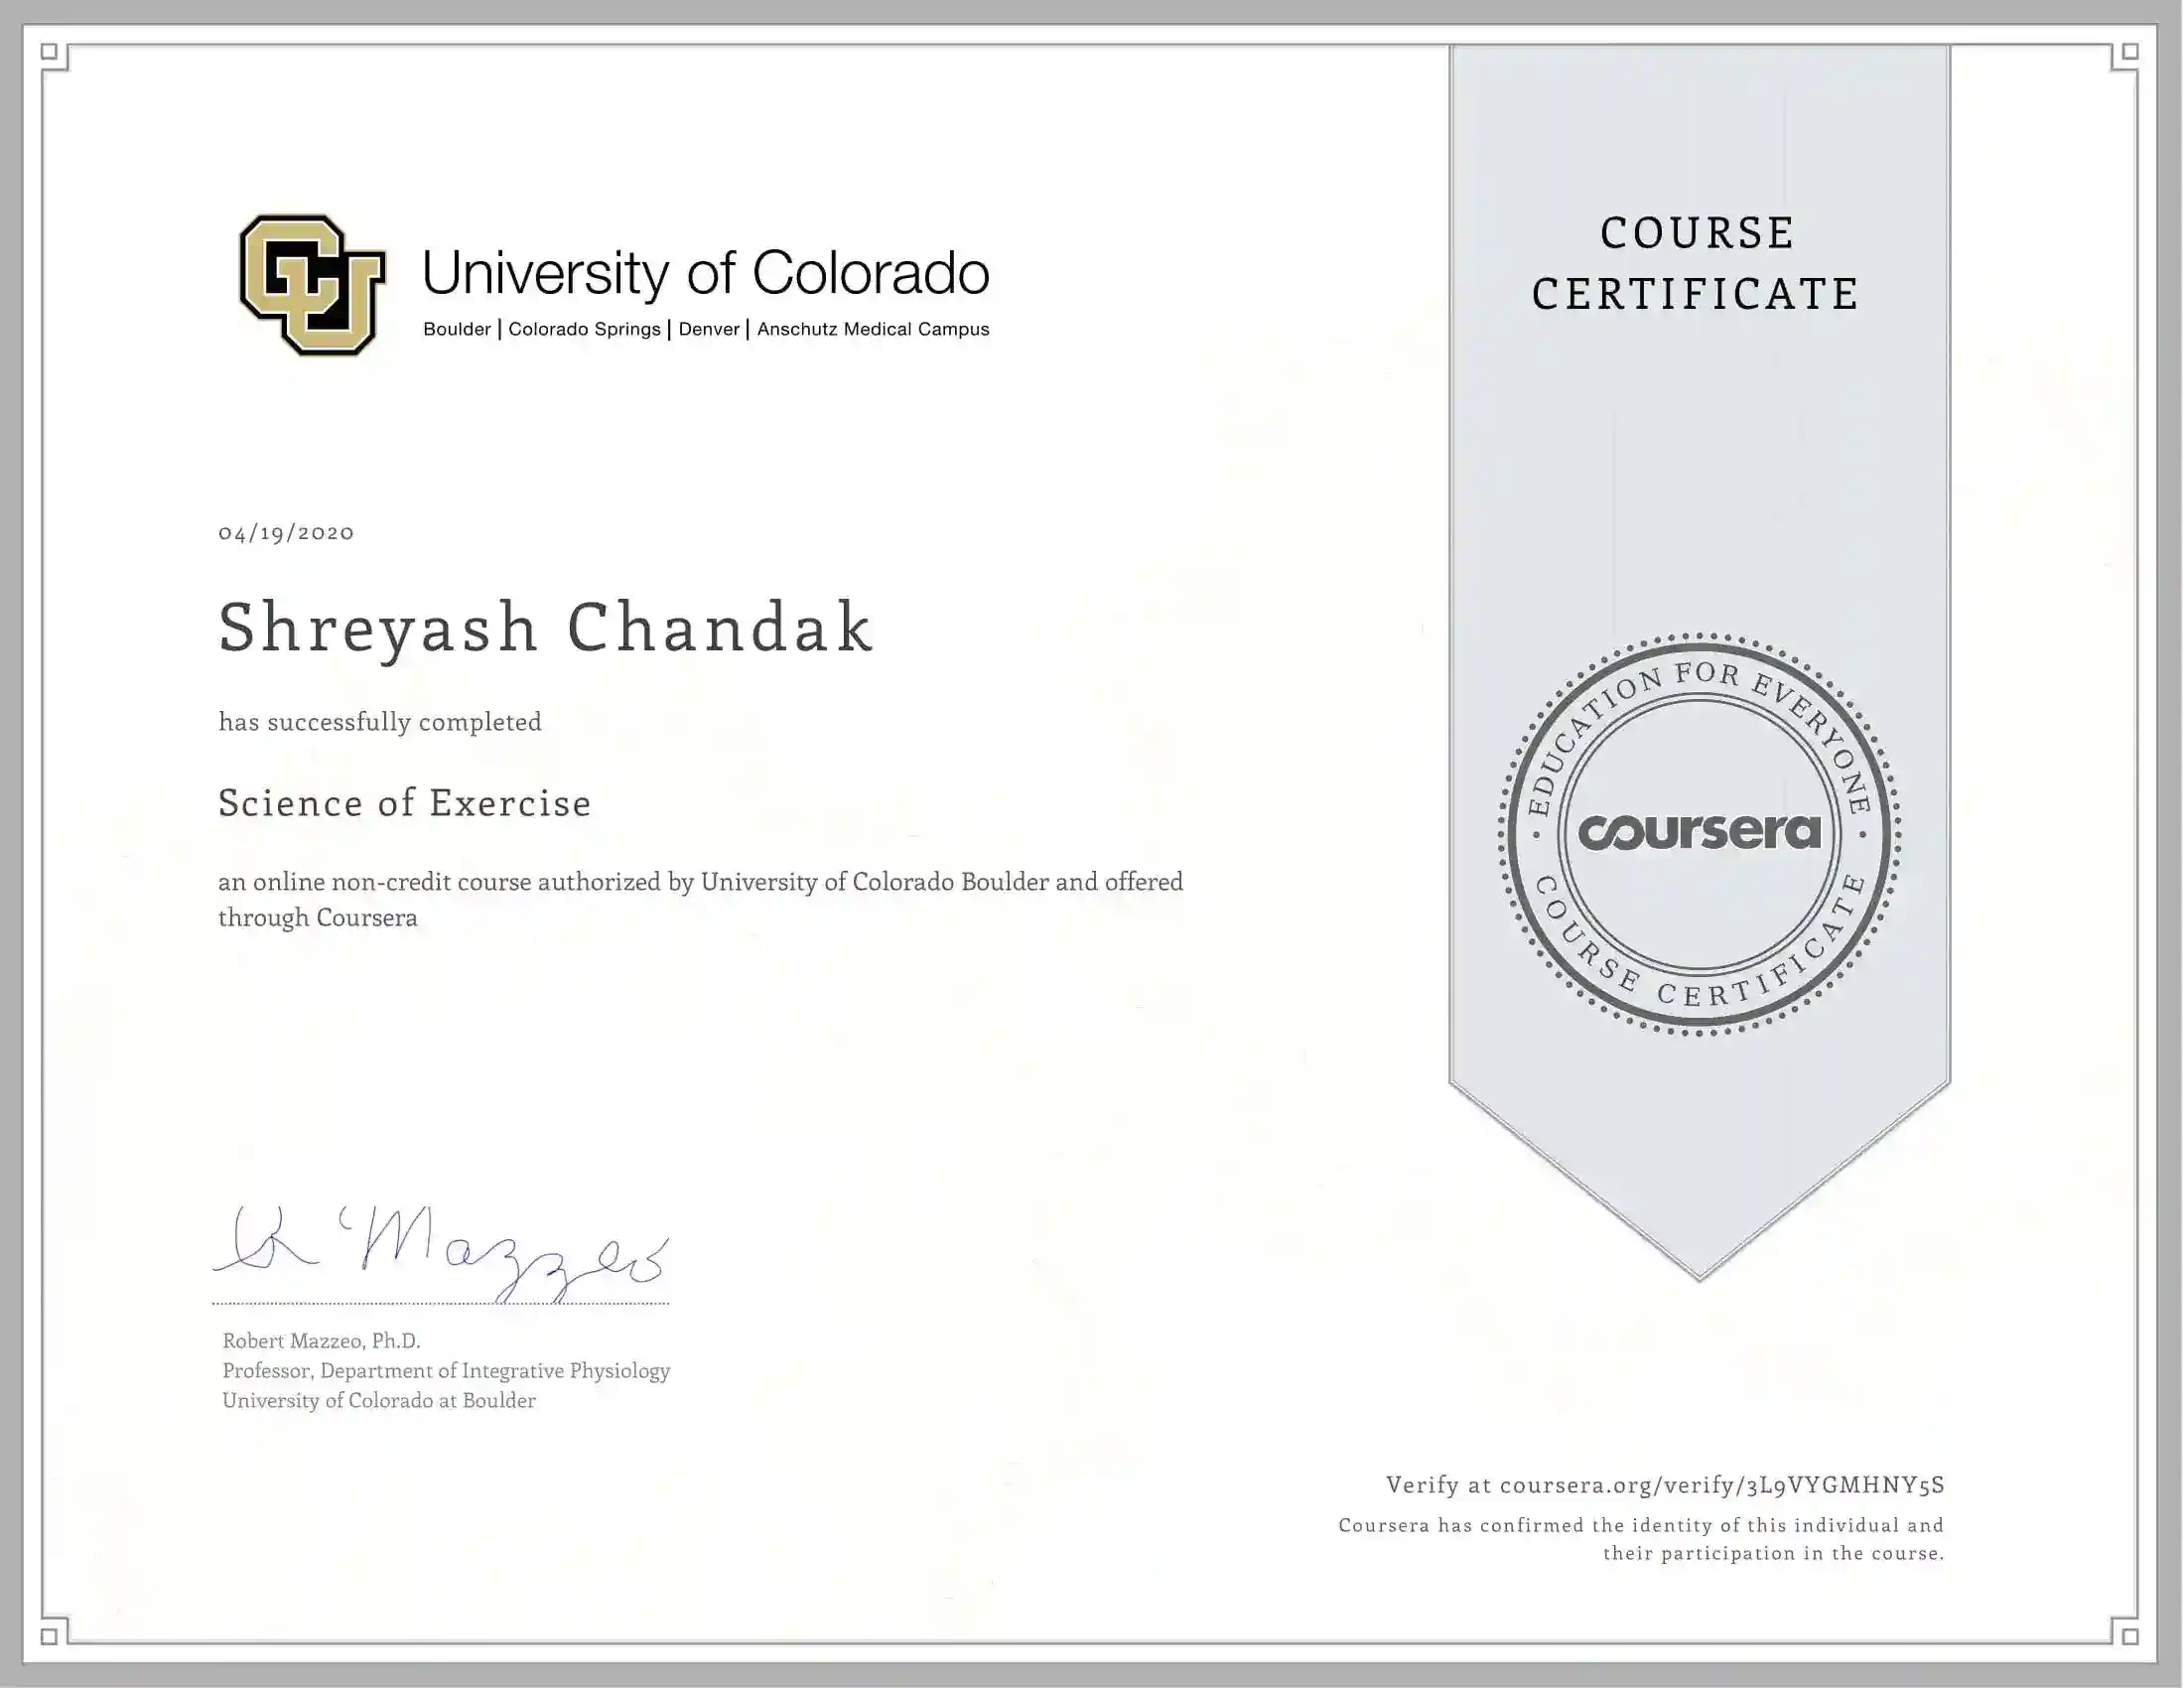 CU
University of Colorado
Boulder | Colorado Springs | Denver | Anschutz Medical Campus
COURSE
CERTIFICATE
04/19/2020
Shreyash Chandak
has successfully completed
Science of Exercise
an online non-credit course authorized by University of Colorado Boulder and offered
through Coursera
EDUCATION FOR EVERYONE
coursera
COURSE CERTIFICATE
Mazzeo
Robert Mazzeo, Ph.D.
Professor, Department of Integrative Physiology
University of Colorado at Boulder
Verify at coursera.org/verify/3L9VYGMHNY5S
Coursera has confirmed the identity of this individual and
their participation in the course.